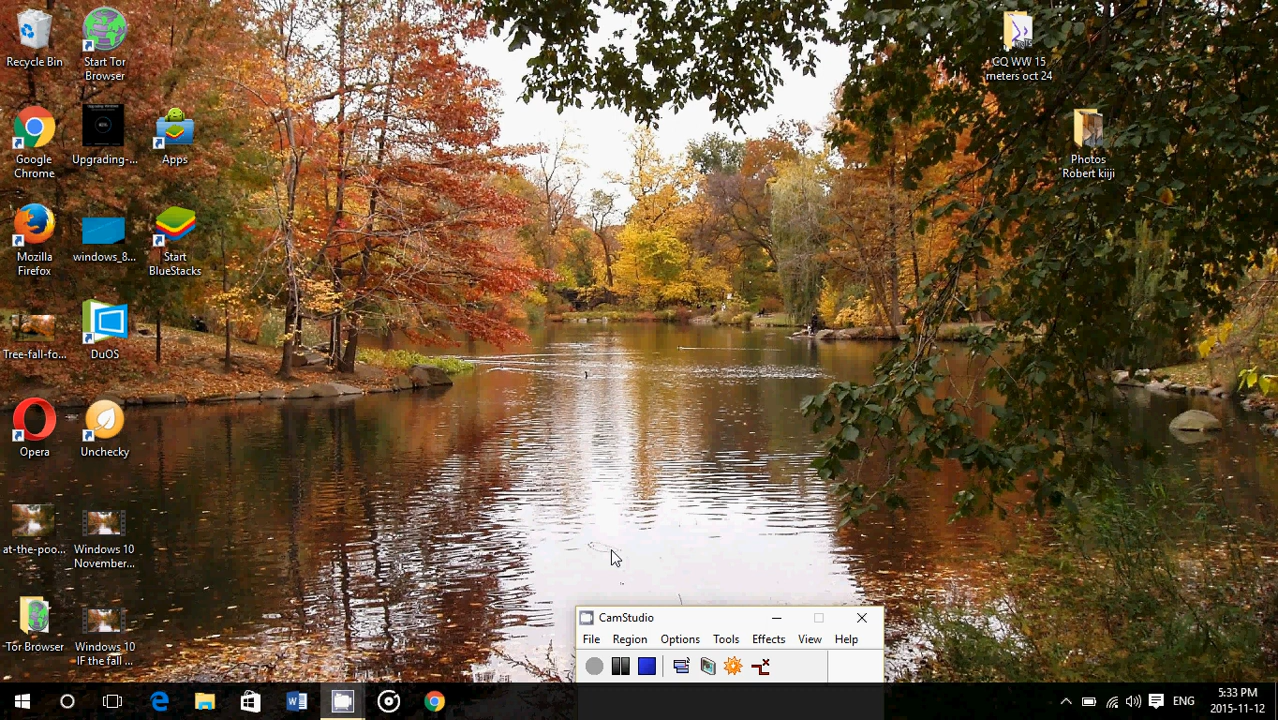 Recycle Bin
Start Tor
Browser
Google
Chrome
Upgrading-...
Apps
Mozilla
Firefox
windows_8...
Start
BlueStacks
Tree-fall-fo...
DuOS
Opera
Unchecky
at-the-poo...
Windows 10
November...
Tor Browser
Windows 10
IF the fall ...
CQ WW 15
meters oct 24
Photos
Robert kiiji
CamStudio
File Region Options Tools Effects View Help
ENG
5:33 PM
2015-11-12